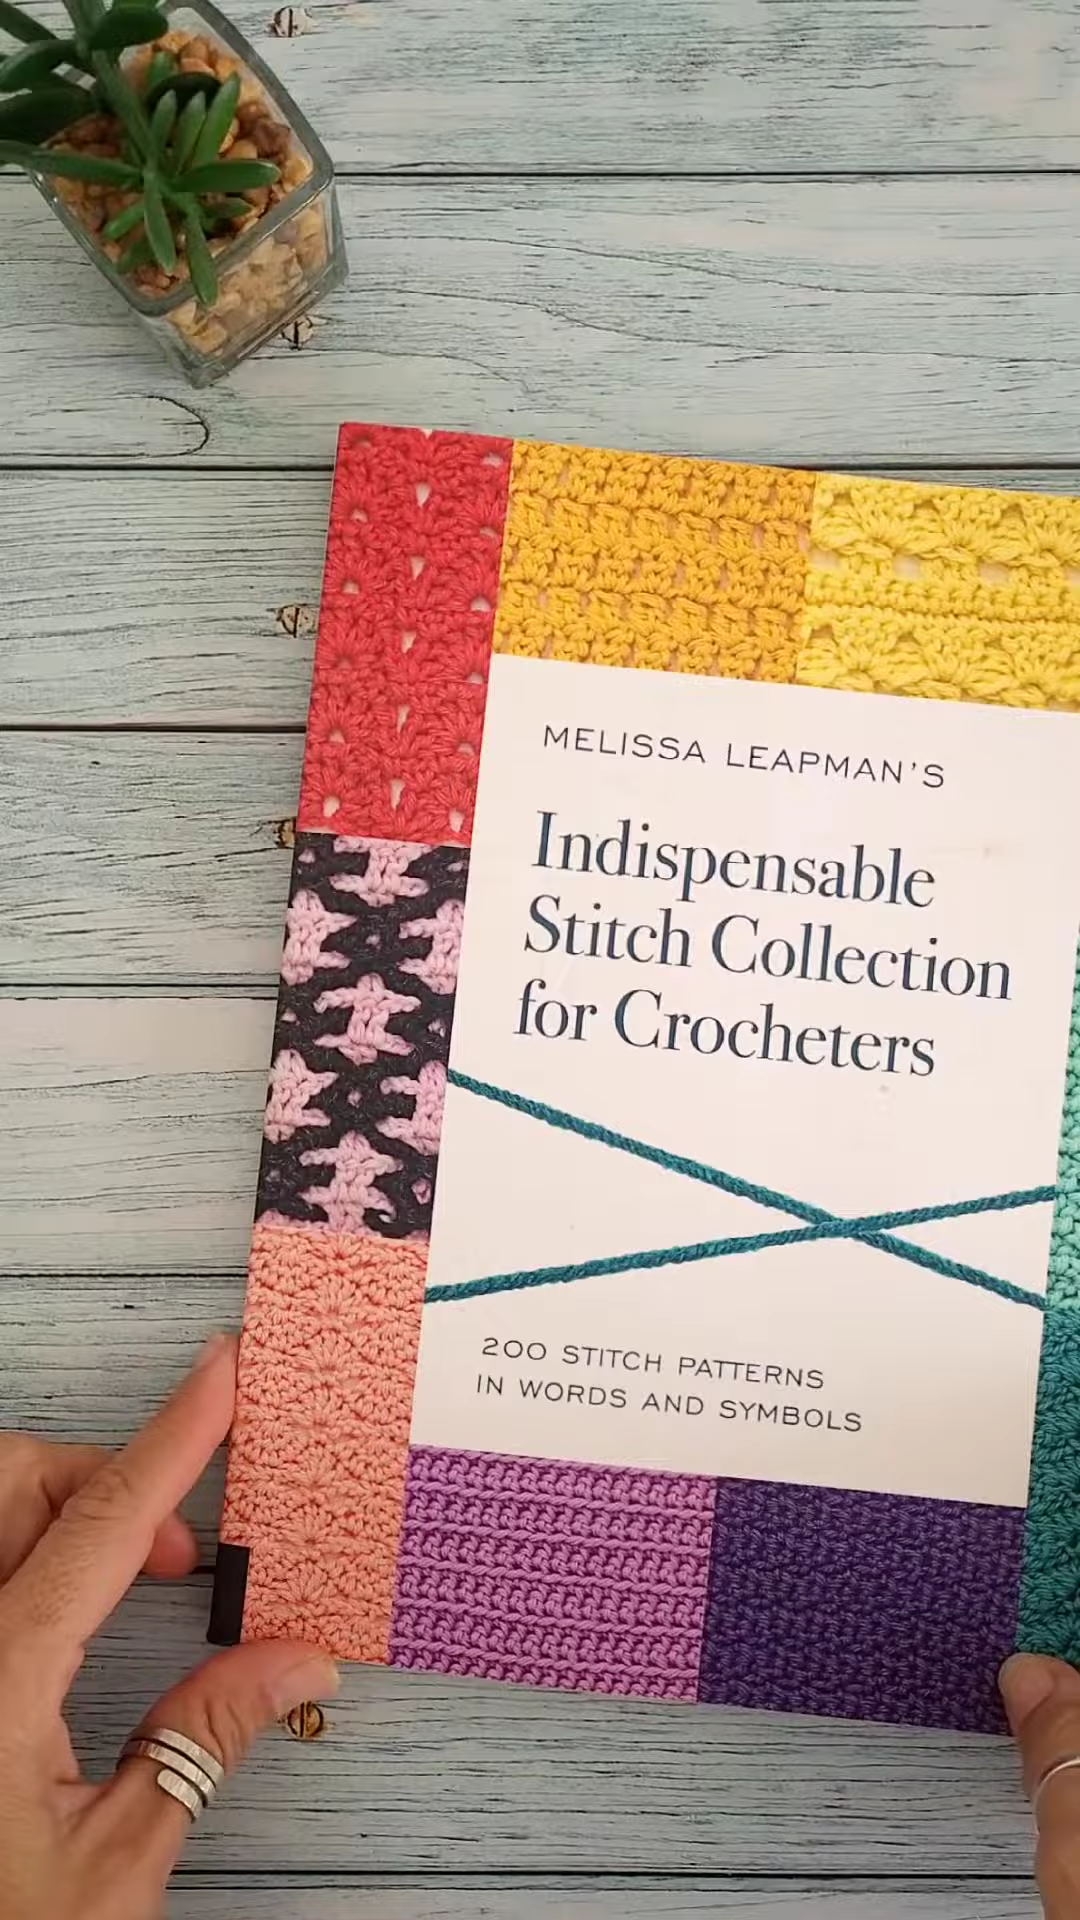 MELISSA LEAPMAN'S
Indispensable
Stitch Collection
for Crocheters
200 STITCH PATTERNS
IN WORDS AND SYMBOLS